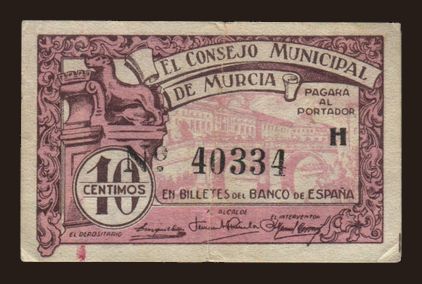 EL CONSEJO MUNICIPAL
DE MURCIA
PAGARA
AL
PORTADOR
H
Nº 40334
10
CENTIMOS
EN BILLETES DEL BANCO DE ESPAÑA
EL DEPOSITARIO
EL ALCALDE
EL INTERVENTOR